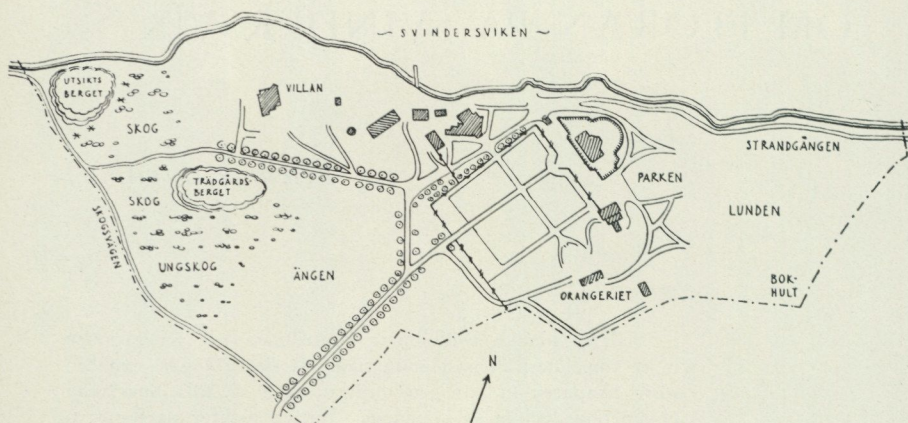 ~ SVINDERSVIKEN ~
UTSIKTS
BERGET
VILLAN
SKOG
STRANDGÅNGEN
PARKEN
SKOG
TRÄDGÅRDS-
BERGET
LUNDEN
SKOGSVÄGEN
UNGSKOG
ÄNGEN
BOK-
HULT
ORANGERIET
N